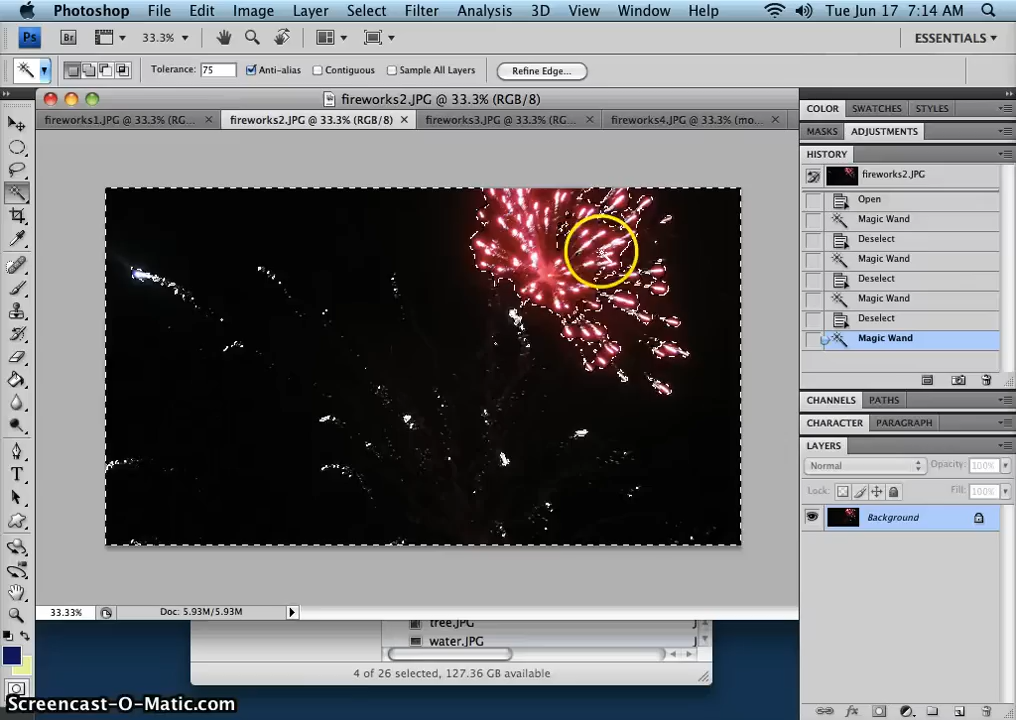 Photoshop File Edit Image Layer Select Filter Analysis 3D View Window Help Tue Jun 17 7:14 AM
Ps Br 33.3% ESSENTIALS
Tolerance: 75 Anti-alias Contiguous Sample All Layers Refine Edge...
fireworks2.JPG @ 33.3% (RGB/8)
fireworks1.JPG @ 33.3% (RG... fireworks2.JPG @ 33.3% (RGB/8) fireworks3.JPG @ 33.3% (RG... fireworks4.JPG @ 33.3% (mo...
COLOR SWATCHES STYLES
MASKS ADJUSTMENTS
HISTORY
fireworks2.JPG
Open
Magic Wand
Deselect
Magic Wand
Deselect
Magic Wand
Deselect
Magic Wand
CHANNELS PATHS
CHARACTER PARAGRAPH
LAYERS
Normal Opacity: 100%
Lock: Fill: 100%
Background
T
33.33% Doc: 5.93M/5.93M
tree.JPG
water.JPG
4 of 26 selected, 127.36 GB available
Screencast-O-Matic.com
fx